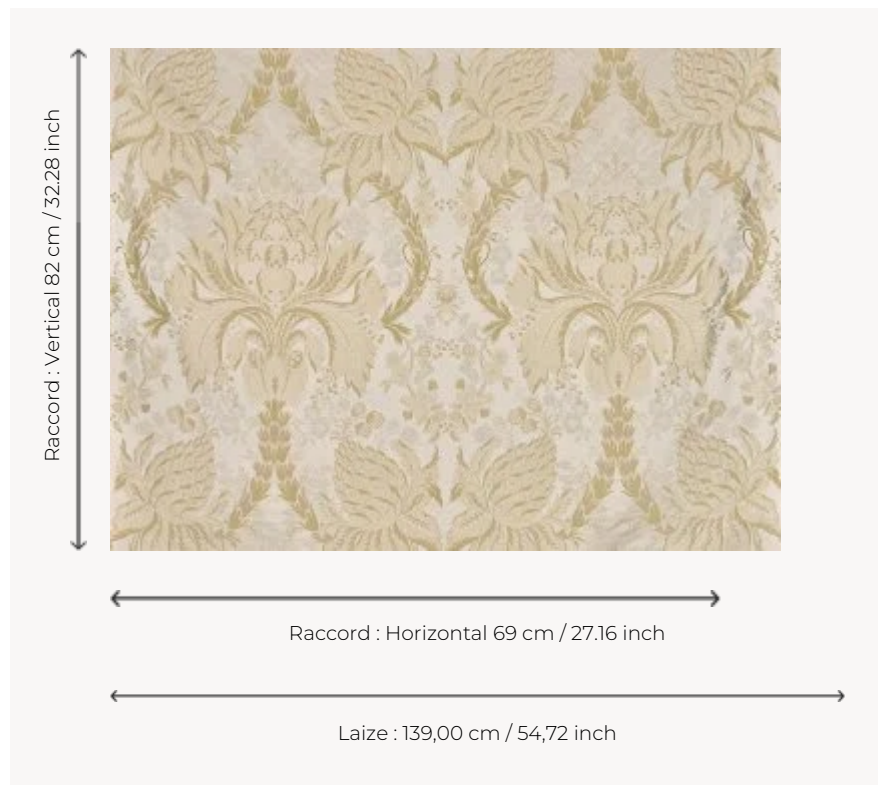 Raccord : Vertical 82 cm / 32.28 inch
Raccord : Horizontal 69 cm / 27.16 inch
Laize : 139,00 cm / 54,72 inch